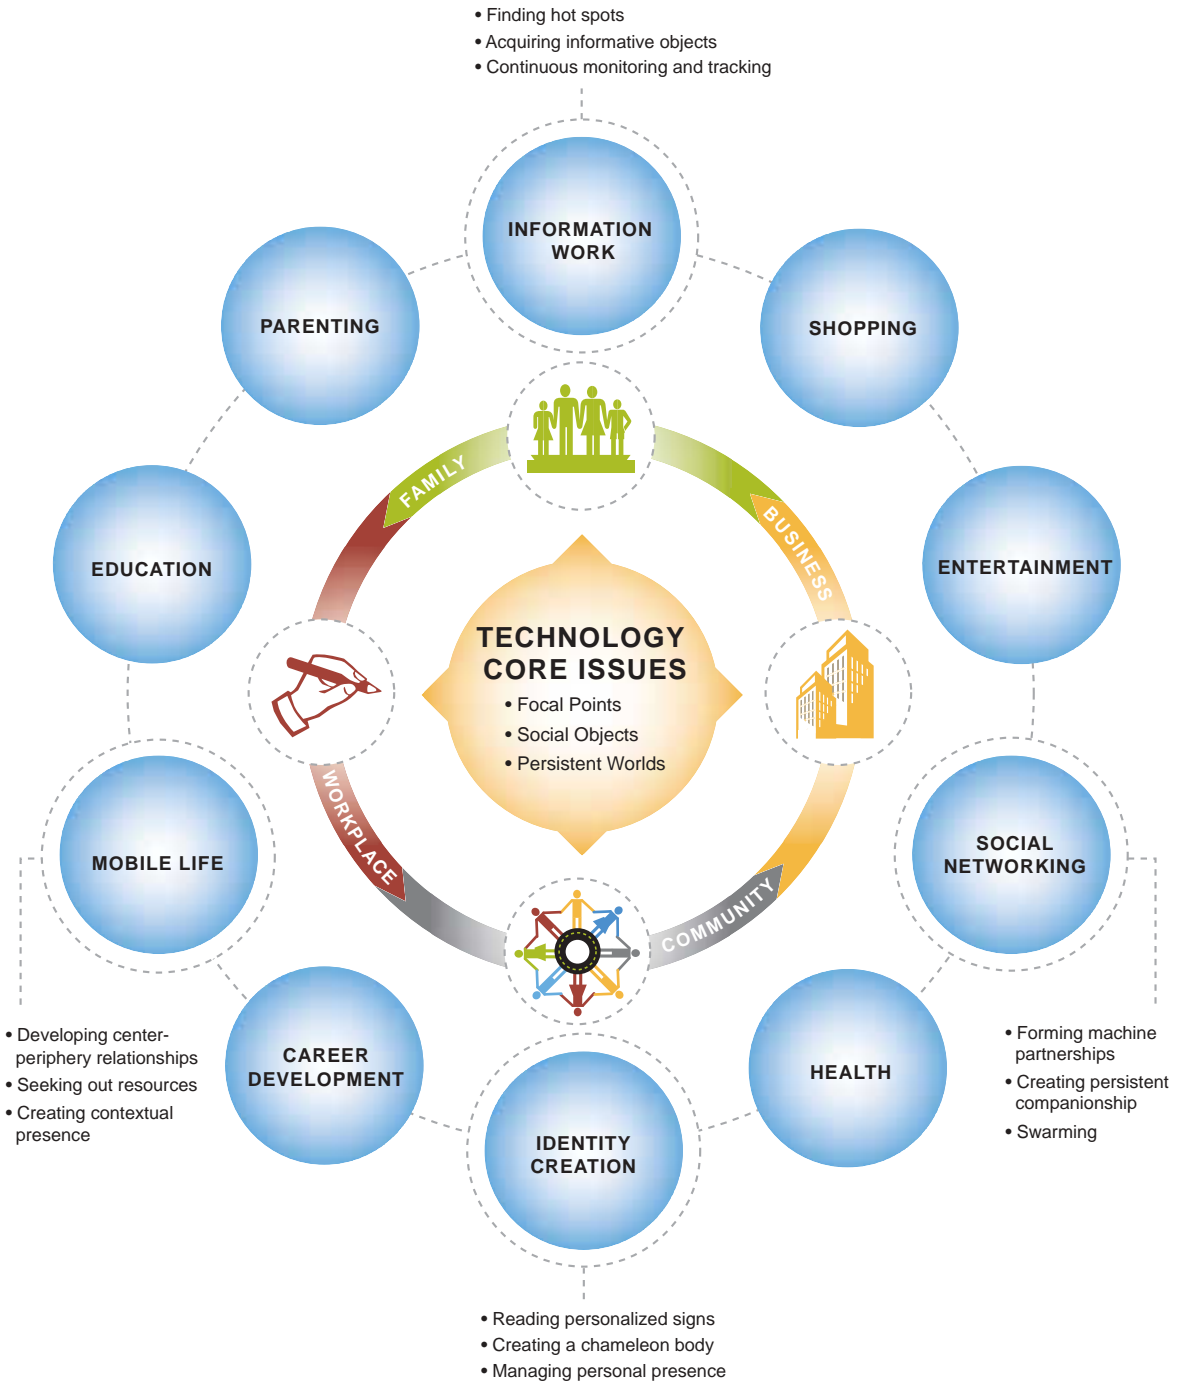 • Finding hot spots
• Acquiring informative objects
• Continuous monitoring and tracking
INFORMATION
WORK
PARENTING
SHOPPING
FAMILY
BUSINESS
EDUCATION
ENTERTAINMENT
TECHNOLOGY
CORE ISSUES
• Focal Points
• Social Objects
• Persistent Worlds
WORKPLACE
COMMUNITY
MOBILE LIFE
SOCIAL
NETWORKING
• Developing center-
periphery relationships
• Seeking out resources
• Creating contextual
presence
CAREER
DEVELOPMENT
HEALTH
• Forming machine
partnerships
• Creating persistent
companionship
• Swarming
IDENTITY
CREATION
• Reading personalized signs
• Creating a chameleon body
• Managing personal presence